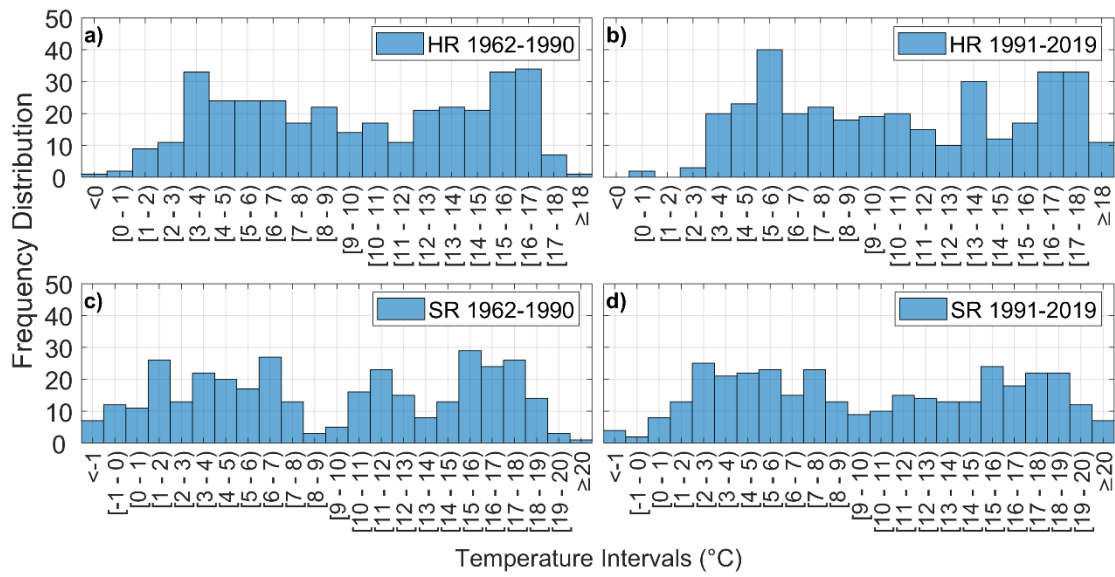 Frequency Distribution
a)
HR 1962-1990
50
40
30
20
10
0
<0
[0 - 1)
[1 - 2)
[2 - 3)
[3 - 4)
[4 - 5)
[5 - 6)
[6 - 7)
[7 - 8)
[8 - 9)
[9 - 10)
[10 - 11)
[11 - 12)
[12 - 13)
[13 - 14)
[14 - 15)
[15 - 16)
[16 - 17)
[17 - 18)
≥18
b)
HR 1991-2019
<0
[0 - 1)
[1 - 2)
[2 - 3)
[3 - 4)
[4 - 5)
[5 - 6)
[6 - 7)
[7 - 8)
[8 - 9)
[9 - 10)
[10 - 11)
[11 - 12)
[12 - 13)
[13 - 14)
[14 - 15)
[15 - 16)
[16 - 17)
[17 - 18)
≥18
c)
SR 1962-1990
50
40
30
20
10
0
<-1
[-1 - 0)
[0 - 1)
[1 - 2)
[2 - 3)
[3 - 4)
[4 - 5)
[5 - 6)
[6 - 7)
[7 - 8)
[8 - 9)
[9 - 10)
[10 - 11)
[11 - 12)
[12 - 13)
[13 - 14)
[14 - 15)
[15 - 16)
[16 - 17)
[17 - 18)
[18 - 19)
[19 - 20)
≥20
d)
SR 1991-2019
<-1
[-1 - 0)
[0 - 1)
[1 - 2)
[2 - 3)
[3 - 4)
[4 - 5)
[5 - 6)
[6 - 7)
[7 - 8)
[8 - 9)
[9 - 10)
[10 - 11)
[11 - 12)
[12 - 13)
[13 - 14)
[14 - 15)
[15 - 16)
[16 - 17)
[17 - 18)
[18 - 19)
[19 - 20)
≥20
Temperature Intervals (°C)